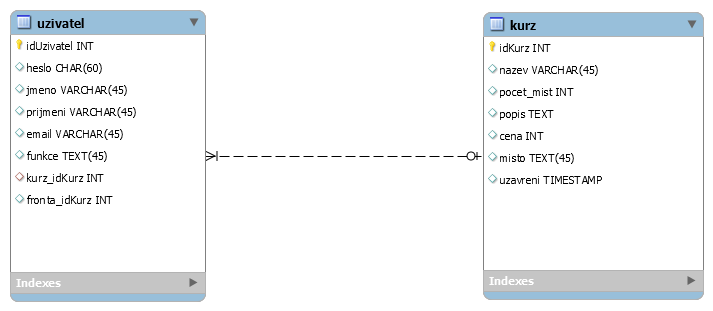 uzivatel
idUzivatel INT
heslo CHAR(60)
jmeno VARCHAR(45)
prijmeni VARCHAR(45)
email VARCHAR(45)
funkce TEXT(45)
kurz_idKurz INT
fronta_idKurz INT
Indexes
kurz
idKurz INT
nazev VARCHAR(45)
pocet_mist INT
popis TEXT
cena INT
misto TEXT(45)
uzavreni TIMESTAMP
Indexes